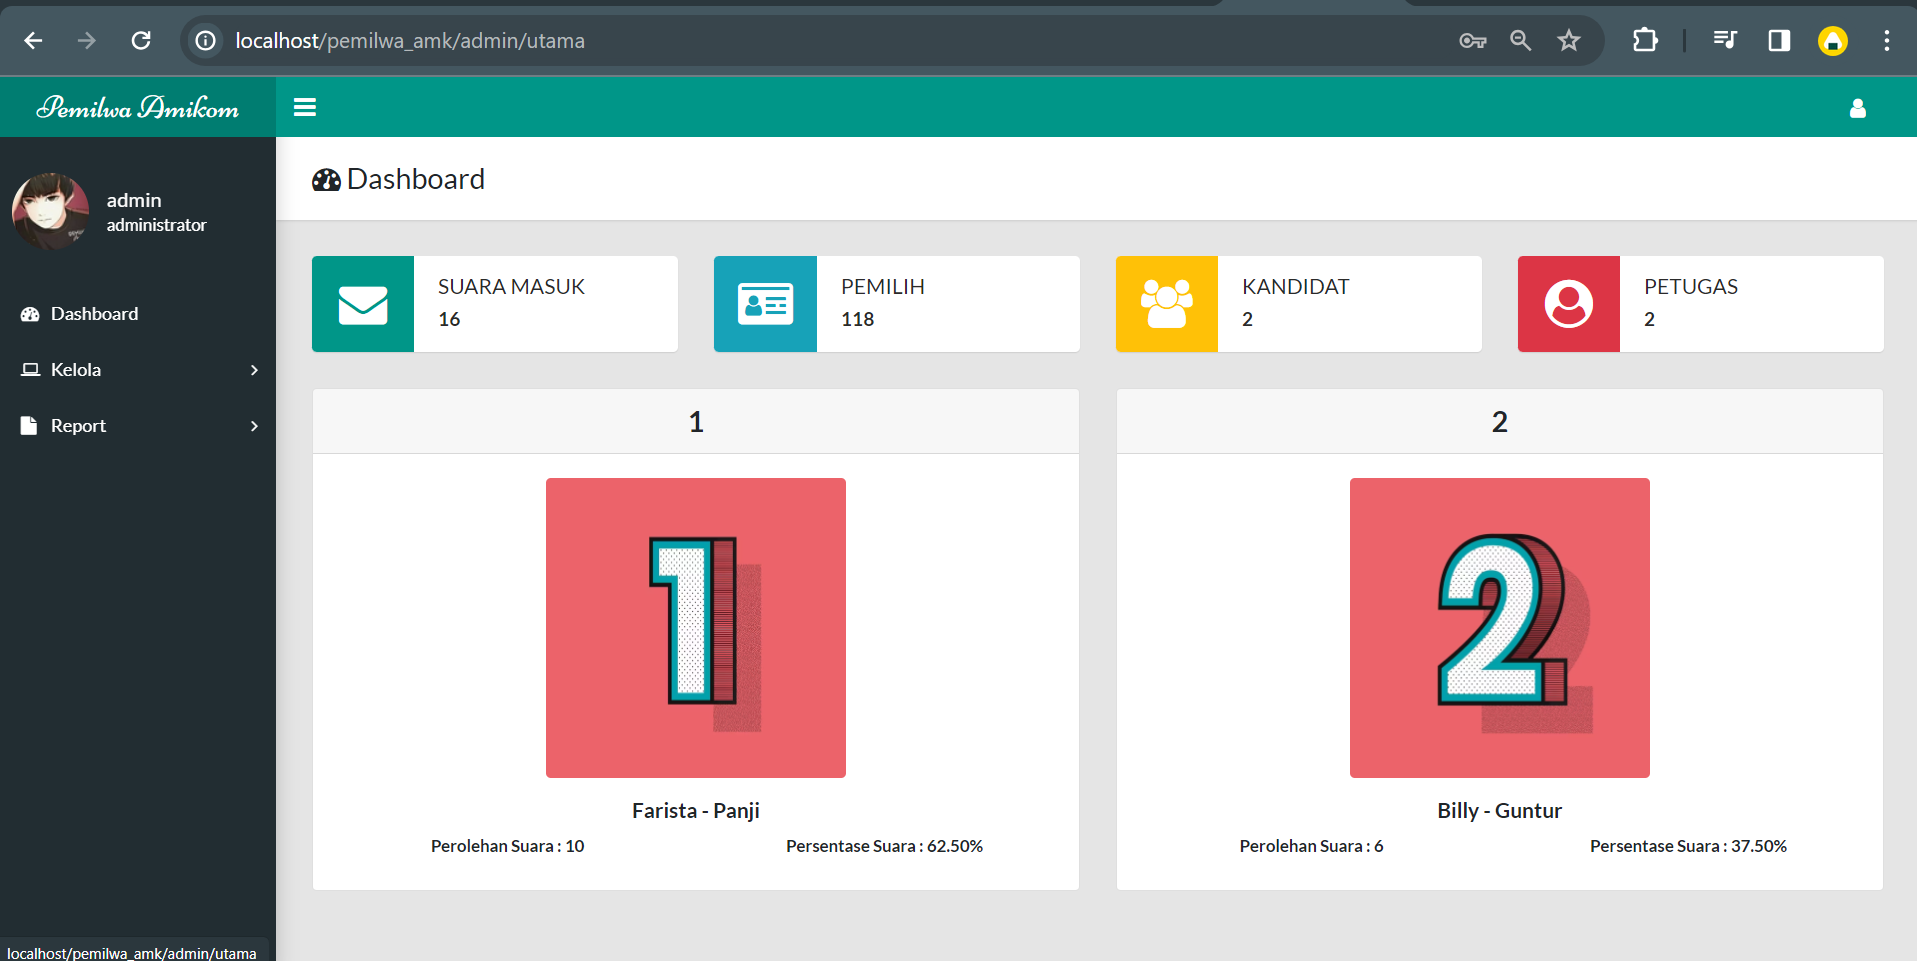 localhost/pemilwa_amk/admin/utama
Pemilwa Amikom
Dashboard
admin
administrator
Dashboard
Kelola
Report
SUARA MASUK
16
PEMILIH
118
KANDIDAT
2
PETUGAS
2
1
1
Farista - Panji
Perolehan Suara : 10
Persentase Suara : 62.50%
2
2
Billy - Guntur
Perolehan Suara : 6
Persentase Suara : 37.50%
localhost/pemilwa_amk/admin/utama